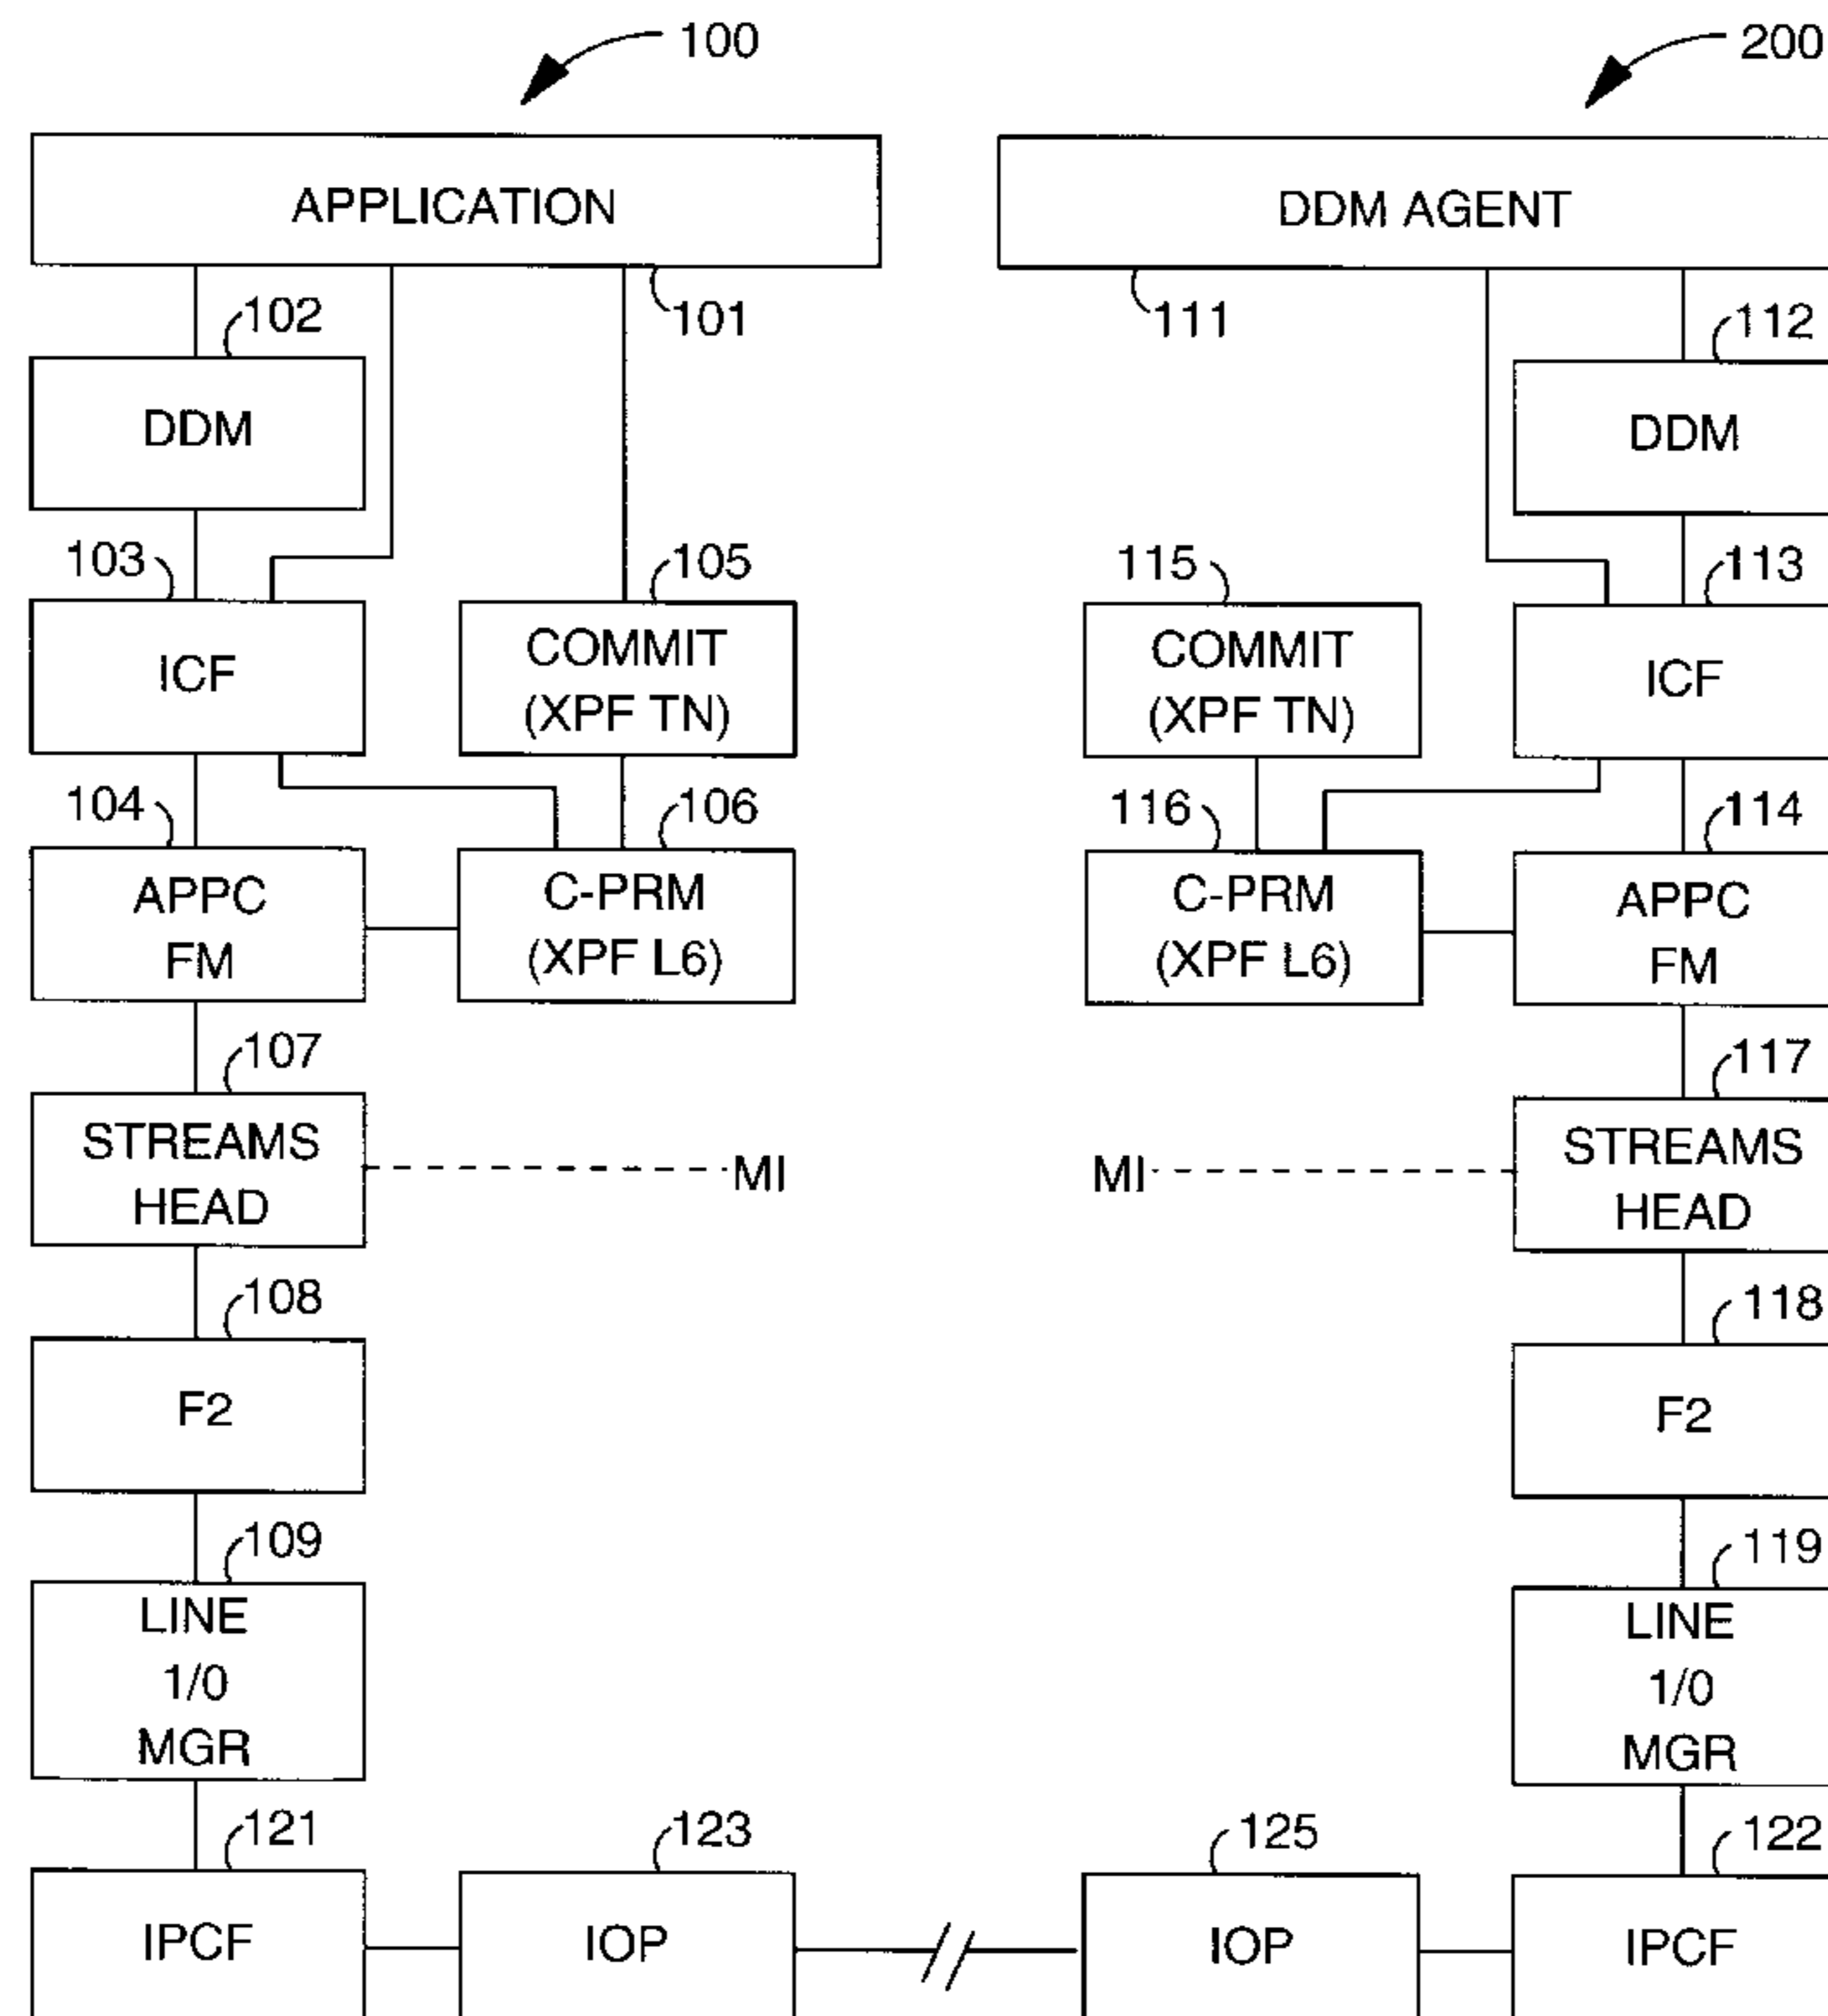 100
200
APPLICATION
DDM AGENT
101
111
102
112
DDM
DDM
103
105
115
113
ICF
COMMIT
(XPF TN)
COMMIT
(XPF TN)
ICF
104
106
116
114
APPC
FM
C-PRM
(XPF L6)
C-PRM
(XPF L6)
APPC
FM
107
117
STREAMS
HEAD
MI
MI
STREAMS
HEAD
108
118
F2
F2
109
119
LINE
1/0
MGR
LINE
1/0
MGR
121
123
125
122
IPCF
IOP
IOP
IPCF